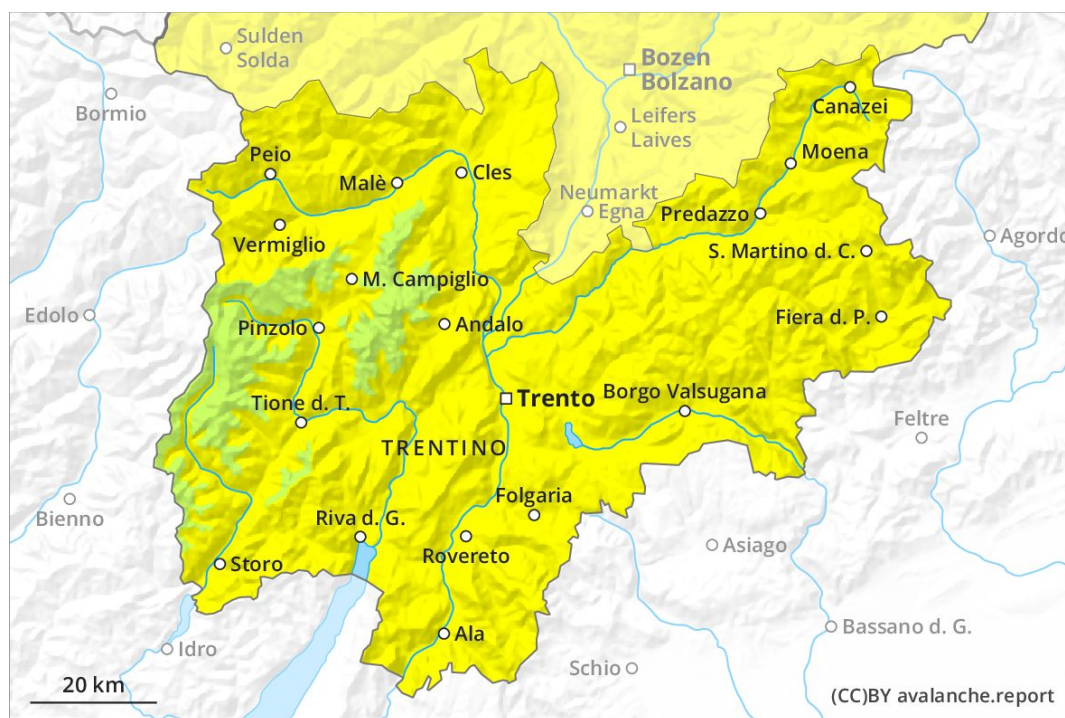 Sulden
Solda
Bozen
Bolzano
Bormio
Canazei
Leifers
Laives
Peio
Malè
Cles
Moena
Neumarkt
Egna
Predazzo
Vermiglio
S. Martino d. C.
Agordo
M. Campiglio
Edolo
Pinzolo
Andalo
Fiera d. P.
Tione d. T.
Trento
Borgo Valsugana
Feltre
TRENTINO
Bienno
Folgaria
Riva d. G.
Rovereto
Asiago
Storo
Idro
Ala
Bassano d. G.
Schio
20 km
(CC)BY avalanche.report